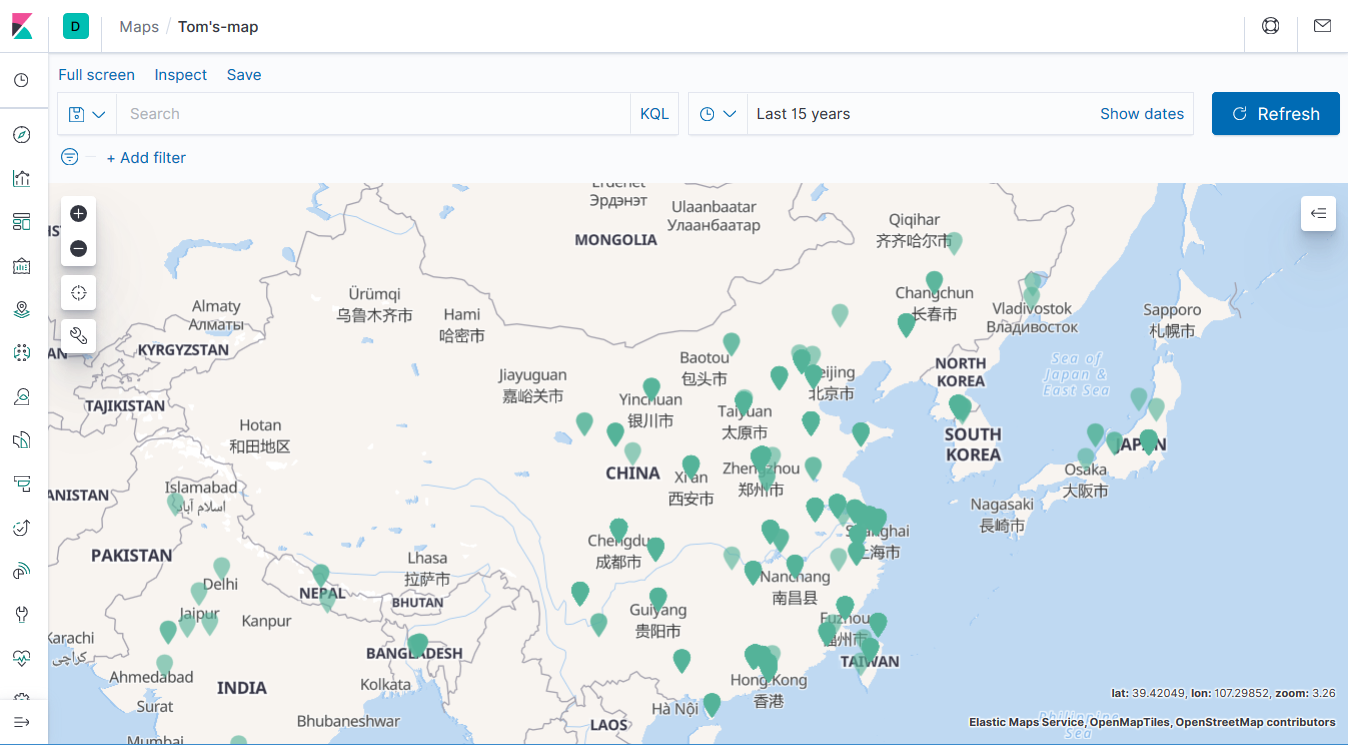 D
Maps / Tom's-map
Full screen Inspect Save
Search KQL
Last 15 years Show dates
Refresh
+ Add filter
Эрдэнэт
Ulaanbaatar
Улаанбаатар
MONGOLIA
Qiqihar
齐齐哈尔市
Almaty
Алматы
Ürümqi
乌鲁木齐市
Hami
哈密市
Changchun
长春市
Vladivostok
Владивосток
Sapporo
札幌市
KYRGYZSTAN
Baotou
包头市
Beijing
北京市
Sea of
Japan &
East Sea
NORTH
KOREA
Jiayuguan
嘉峪关市
Yinchuan
银川市
TAJIKISTAN
Taiyuan
太原市
Hotan
和田地区
SOUTH
KOREA
JAPAN
CHINA
Xi'an
西安市
Zhengzhou
郑州市
Osaka
大阪市
Islamabad
اسلام آباد
ANISTAN
Nagasaki
長崎市
Shanghai
上海市
PAKISTAN
Chengdu
成都市
Lhasa
拉萨市
Delhi
NEPAL
BHUTAN
Nanchang
南昌县
Jaipur
Kanpur
Guiyang
贵阳市
Fuzhou
福州市
Karachi
کراچی
BANGLADESH
TAIWAN
Ahmedabad
INDIA
Kolkata
Hong Kong
香港
Surat
Hà Nội
Bhubaneshwar
LAOS
Mumbai
lat: 39.42049, lon: 107.29852, zoom: 3.26
Elastic Maps Service, OpenMapTiles, OpenStreetMap contributors
Philippine
Sea